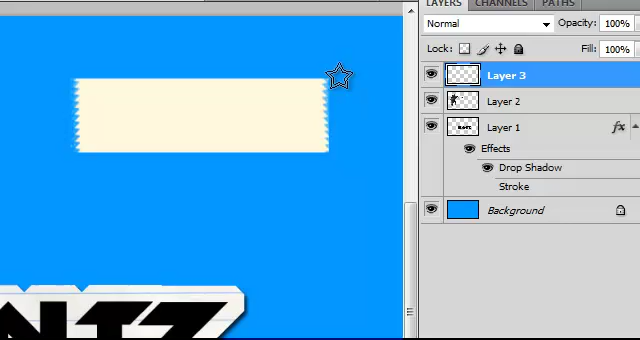 LAYERS CHANNELS PATHS
Normal Opacity: 100%
Lock: Fill: 100%
Layer 3
Layer 2
Layer 1 fx
Effects
Drop Shadow
Stroke
Background
NTZ